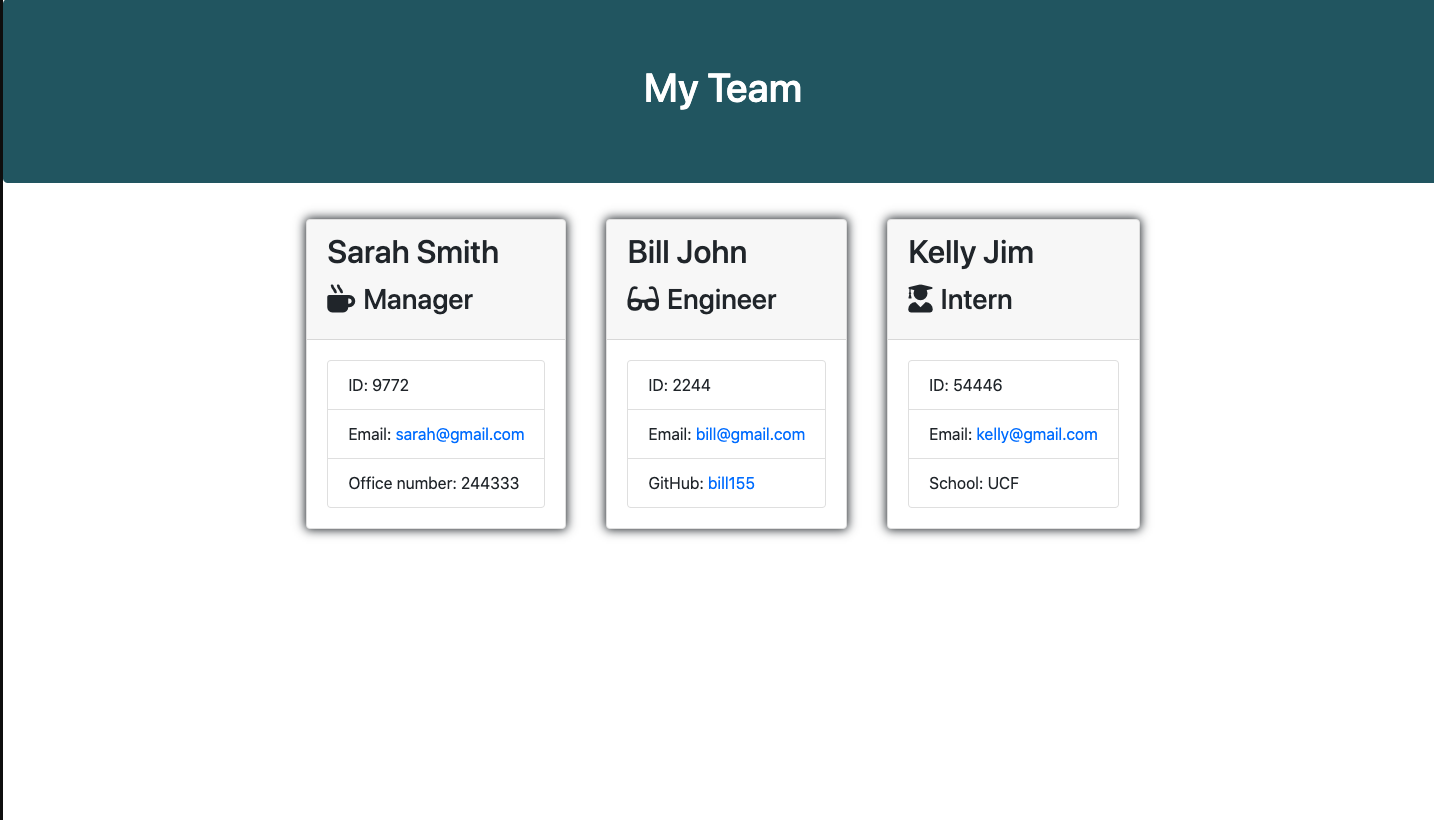 My Team
Sarah Smith
Manager
ID: 9772
Email: sarah@gmail.com
Office number: 244333
Bill John
Engineer
ID: 2244
Email: bill@gmail.com
GitHub: bill155
Kelly Jim
Intern
ID: 54446
Email: kelly@gmail.com
School: UCF